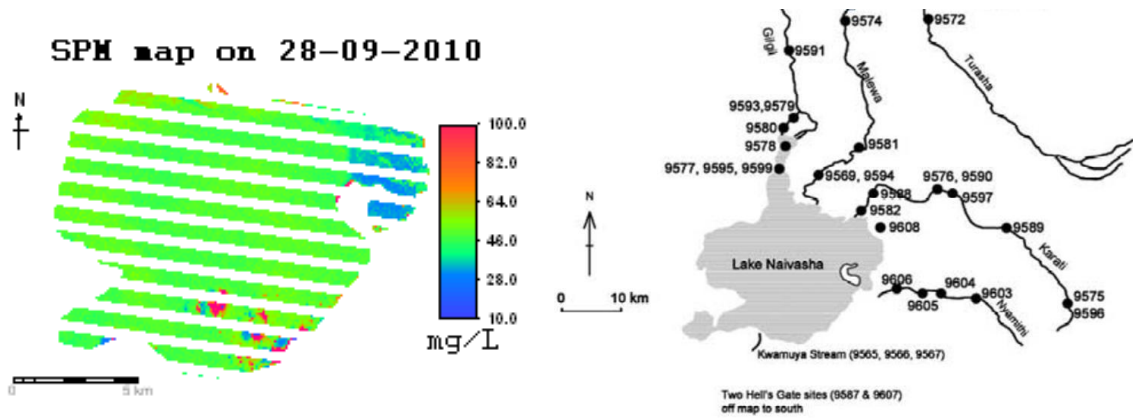 SPM map on 28-09-2010
N
100.0
82.0
64.0
46.0
28.0
10.0
mg/L
0 5 km
9574
9572
Gilgil
9591
Malewa
Turasha
9593,9579
9580
9578
9581
9577, 9595, 9599
9569, 9594
9576, 9590
9588
9597
N
9582
9608
9589
Lake Naivasha
Karati
9606
9604
9603
0 10 km
9605
Nyamithi
9575
9596
Kwamuya Stream (9565, 9566, 9567)
Two Hell's Gate sites (9587 & 9607)
off map to south